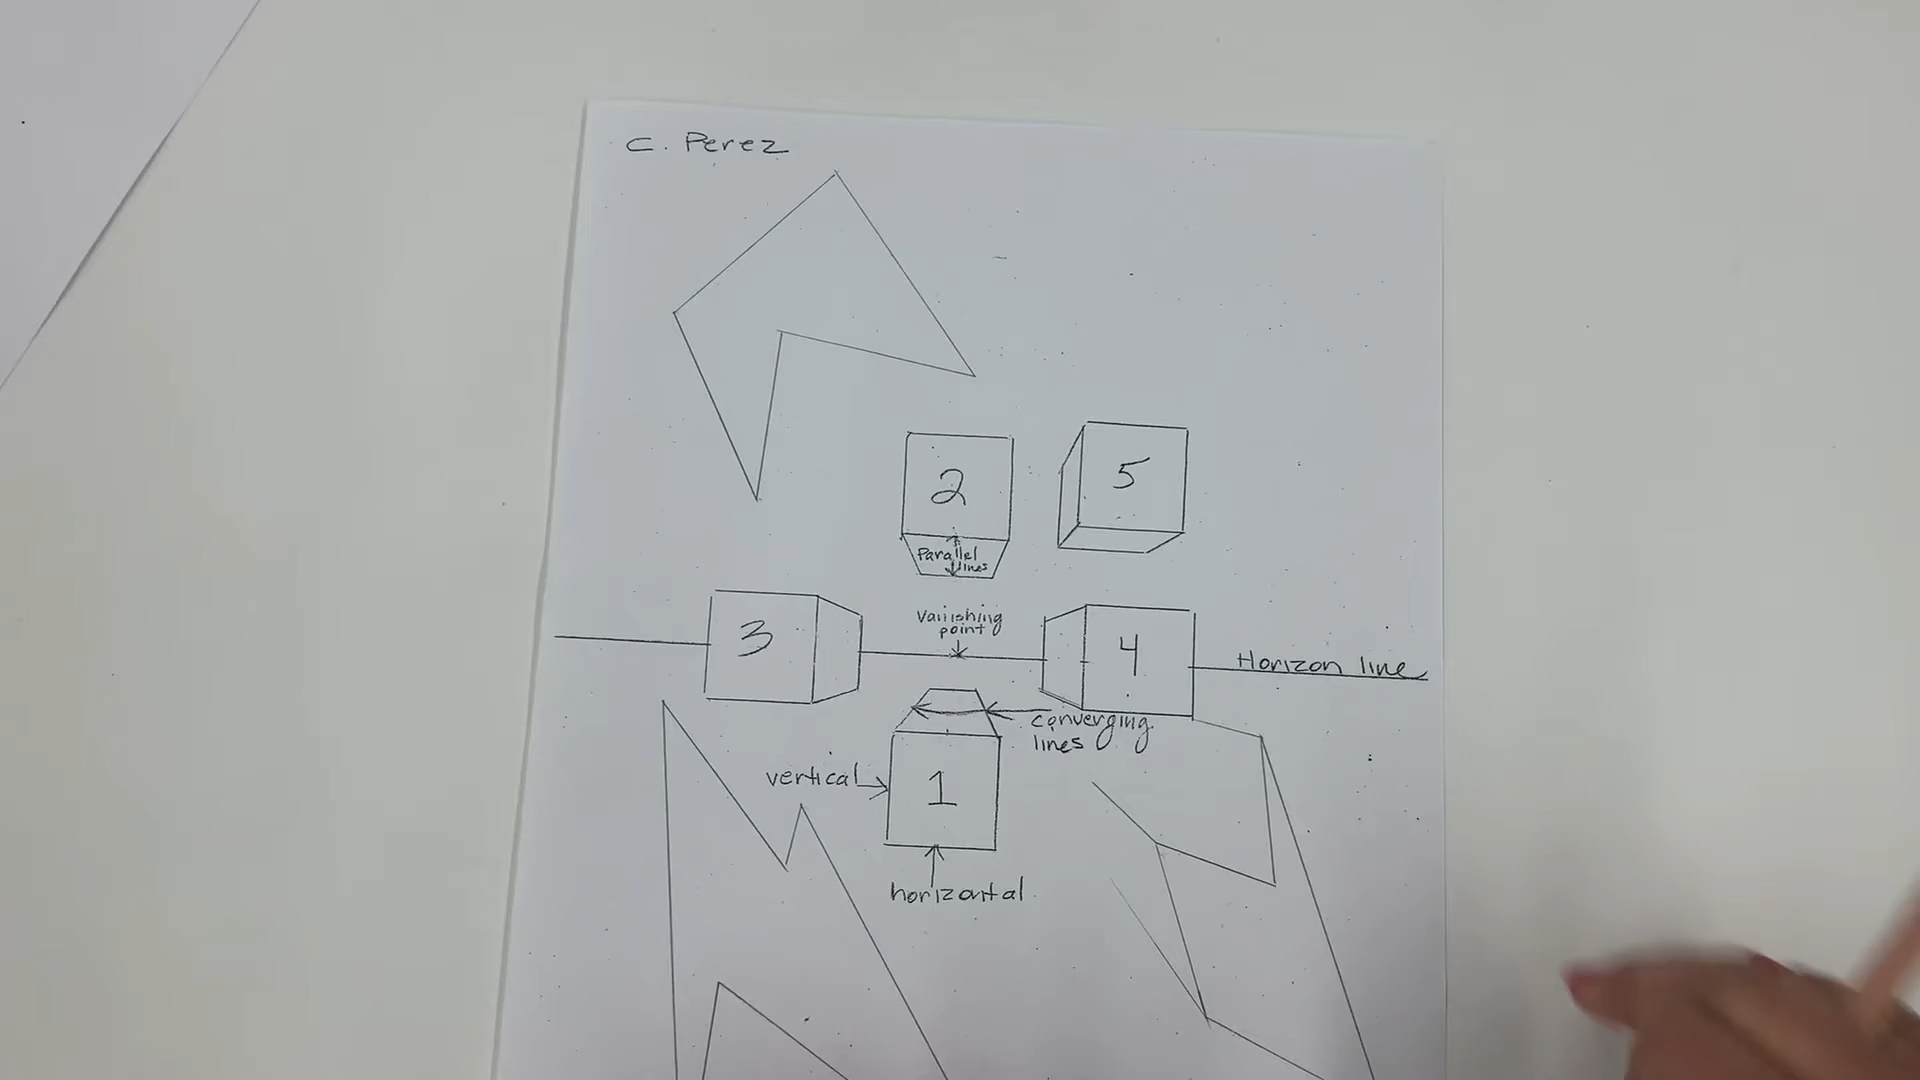 C. Perez
2
5
Parallel
lines
Vanishing
point
3
4
Horizon line
converging
lines
vertical
1
horizontal